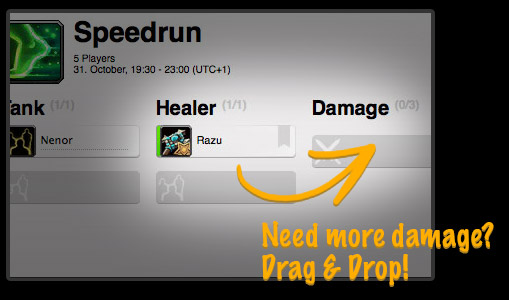 Speedrun
5 Players
31. October, 19:30 - 23:00 (UTC+1)
Tank (1/1)
Healer (1/1)
Damage (0/3)
Nenor
Razu
Need more damage?
Drag & Drop!